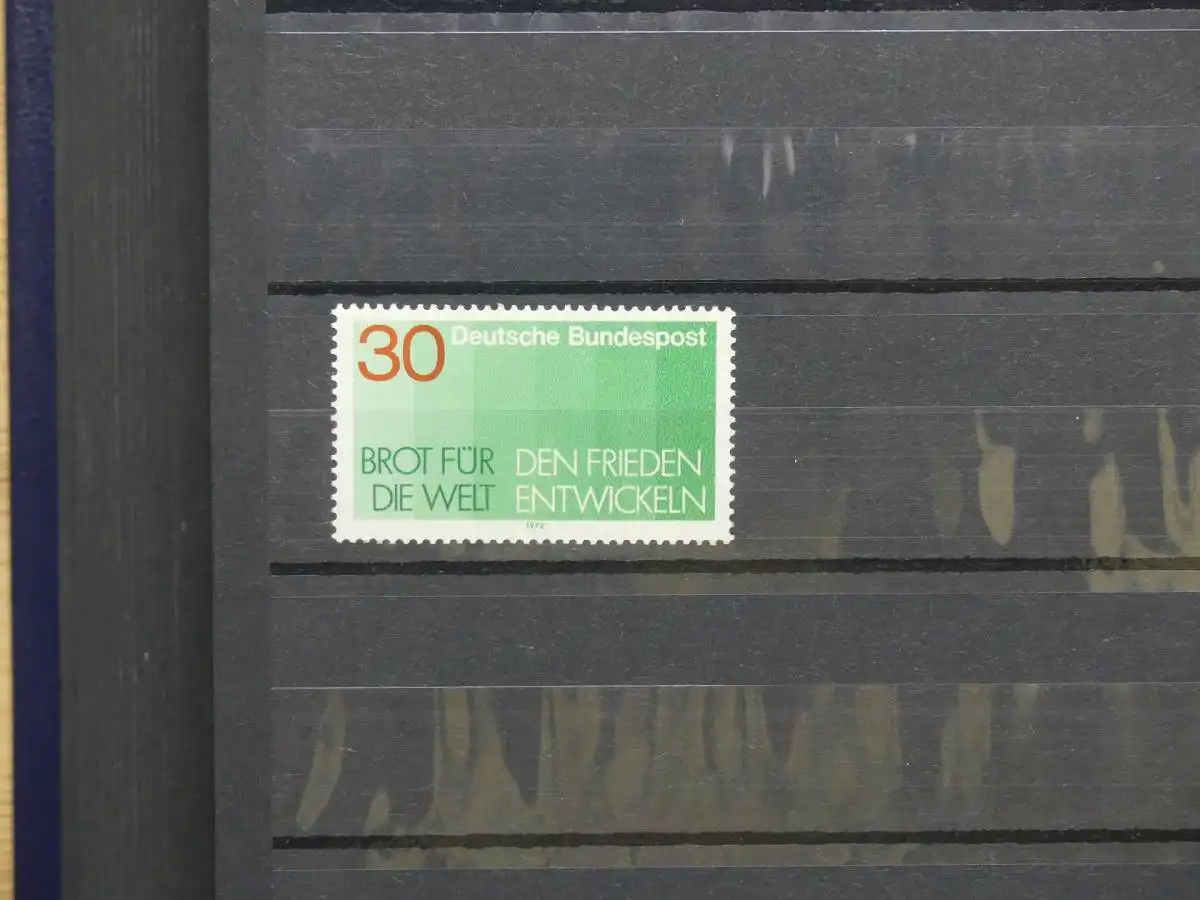 30 Deutsche Bundespost
BROT FÜR DEN FRIEDEN
DIE WELT ENTWICKELN
1972